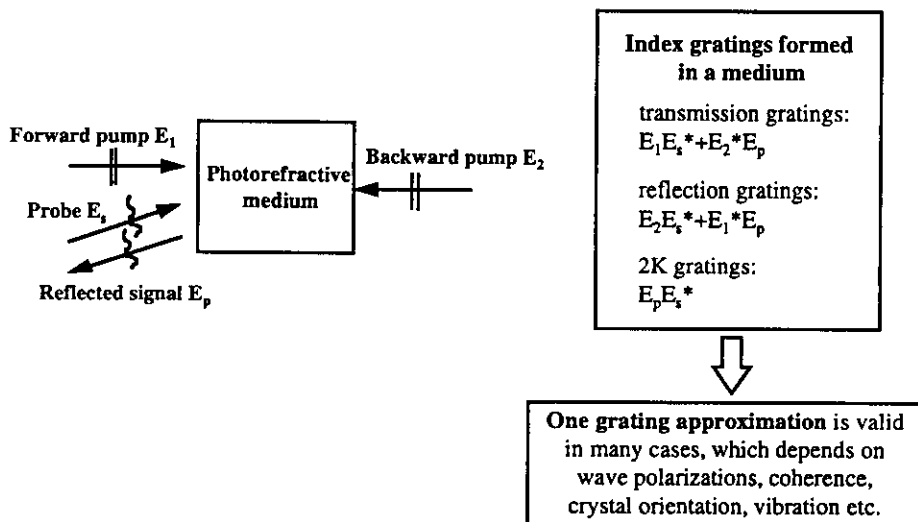 Forward pump E₁
Probe Eₛ
Reflected signal Eₚ
Photorefractive
medium
Backward pump E₂
Index gratings formed
in a medium
transmission gratings:
E₁Eₛ*+E₂*Eₚ
reflection gratings:
E₂Eₛ*+E₁*Eₚ
2K gratings:
EₚEₛ*
One grating approximation is valid
in many cases, which depends on
wave polarizations, coherence,
crystal orientation, vibration etc.